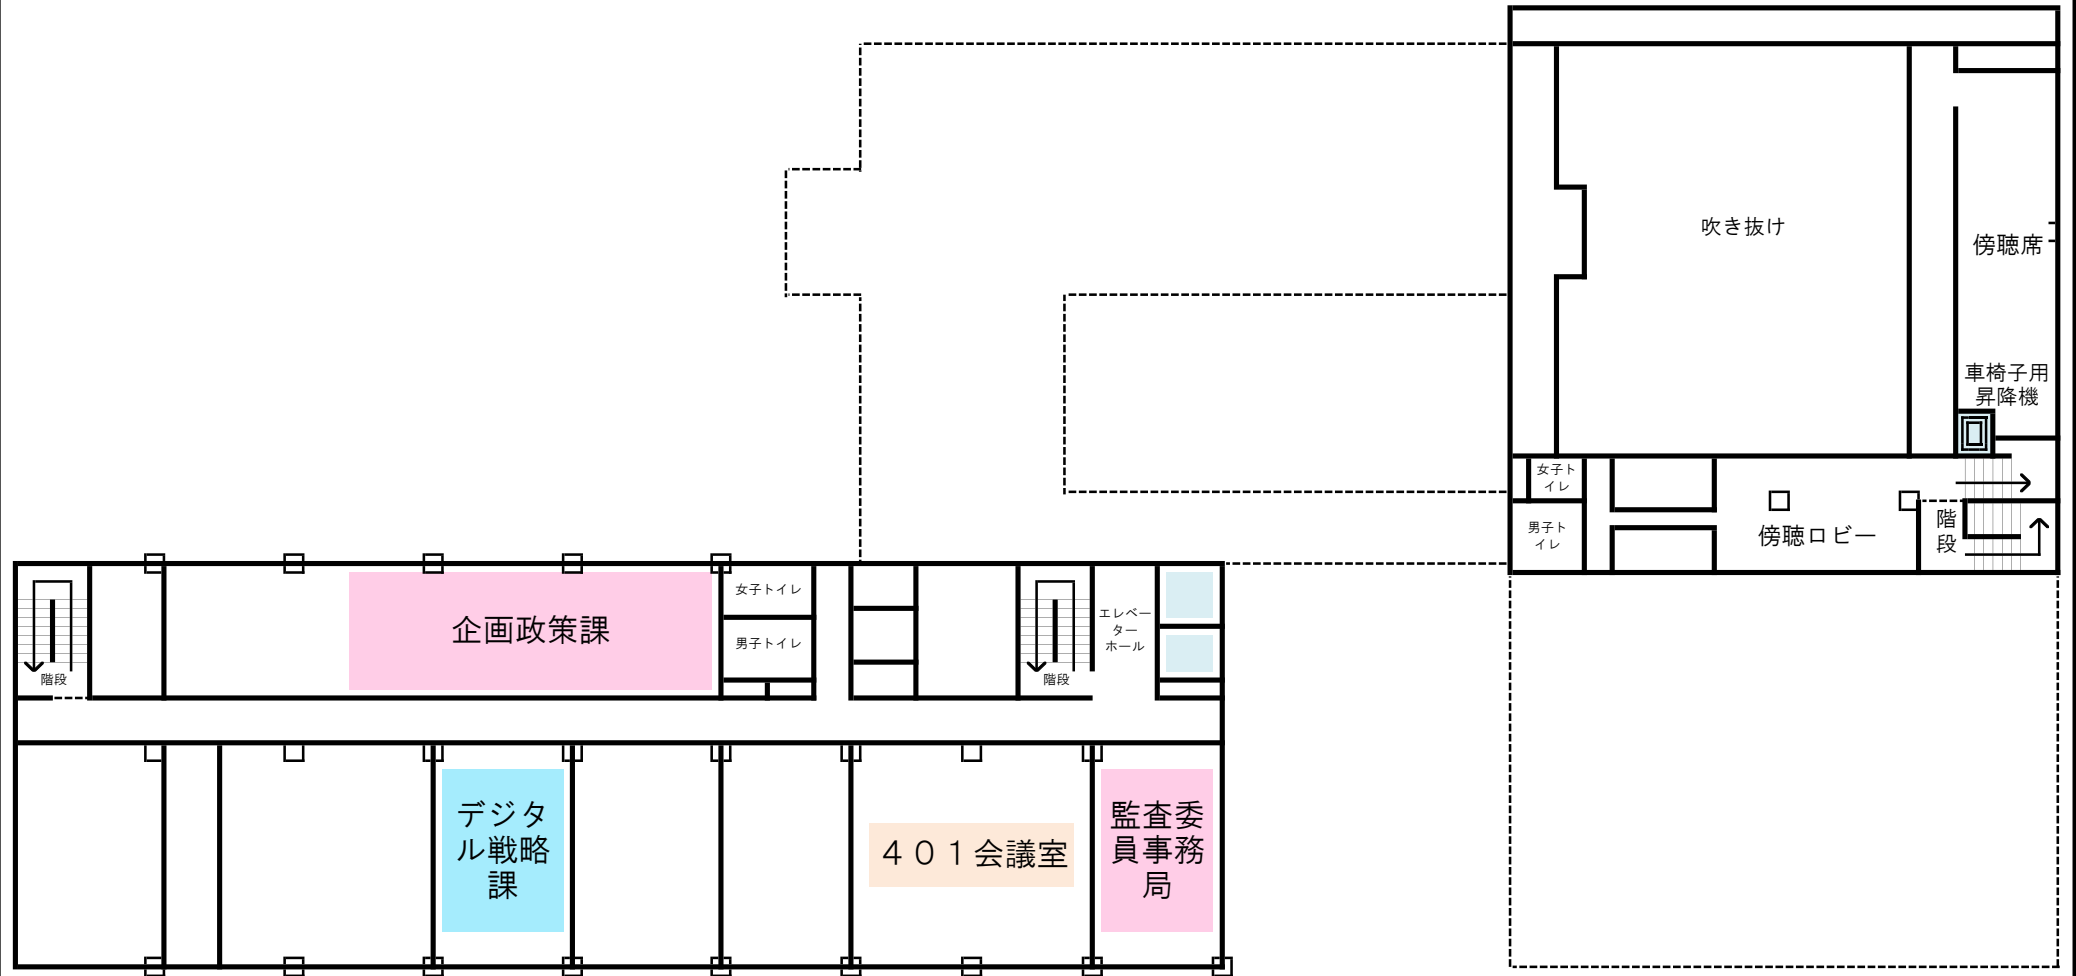 吹き抜け
傍聴席
車椅子用
昇降機
女子ト
イレ
男子ト
イレ
傍聴ロビー
階
段
企画政策課
女子トイレ
男子トイレ
階段
階段
エレベー
ター
ホール
デジタ
ル戦略
課
４０１会議室
監査委
員事務
局